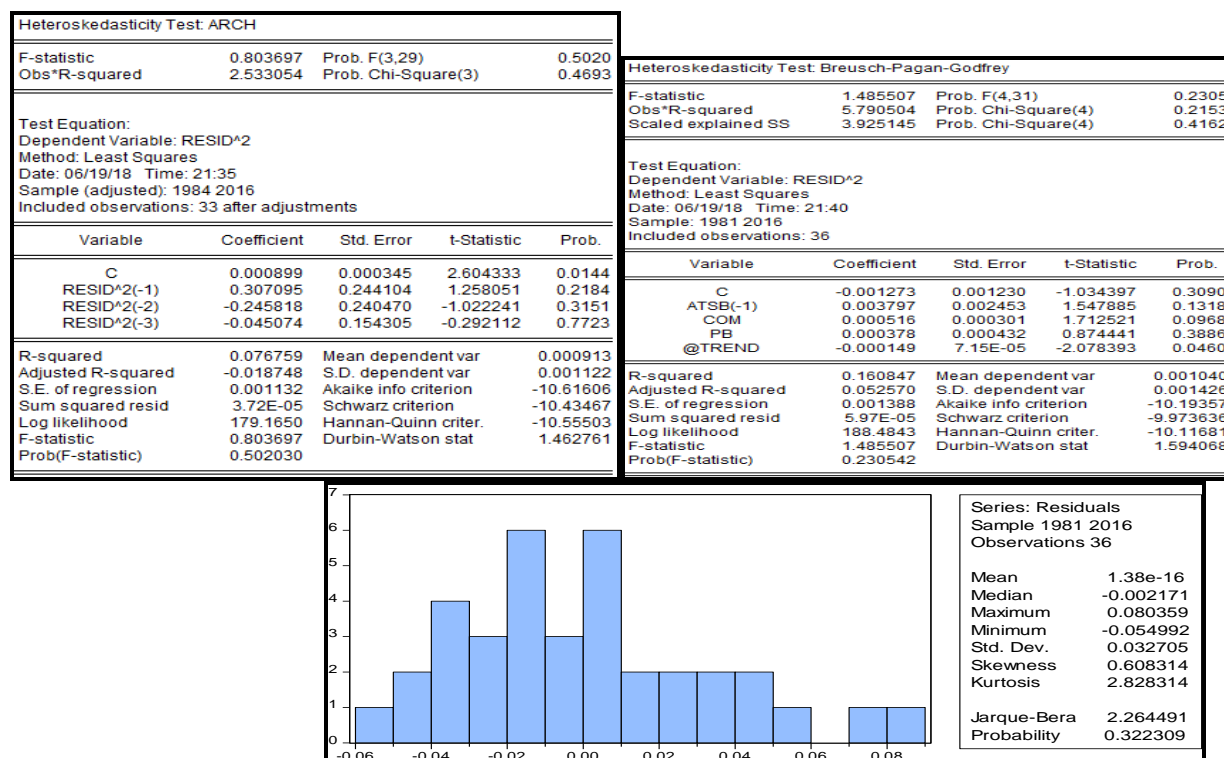 Heteroskedasticity Test: ARCH
F-statistic 0.803697 Prob. F(3,29) 0.5020
Obs*R-squared 2.533054 Prob. Chi-Square(3) 0.4693
Test Equation:
Dependent Variable: RESID^2
Method: Least Squares
Date: 06/19/18 Time: 21:35
Sample (adjusted): 1984 2016
Included observations: 33 after adjustments
Variable Coefficient Std. Error t-Statistic Prob.
C 0.000899 0.000345 2.604333 0.0144
RESID^2(-1) 0.307095 0.244104 1.258051 0.2184
RESID^2(-2) -0.245818 0.240470 -1.022241 0.3151
RESID^2(-3) -0.045074 0.154305 -0.292112 0.7723
R-squared 0.076759 Mean dependent var 0.000913
Adjusted R-squared -0.018748 S.D. dependent var 0.001122
S.E. of regression 0.001132 Akaike info criterion -10.61606
Sum squared resid 3.72E-05 Schwarz criterion -10.43467
Log likelihood 179.1650 Hannan-Quinn criter. -10.55503
F-statistic 0.803697 Durbin-Watson stat 1.462761
Prob(F-statistic) 0.502030
Heteroskedasticity Test: Breusch-Pagan-Godfrey
F-statistic 1.485507 Prob. F(4,31) 0.2305
Obs*R-squared 5.790504 Prob. Chi-Square(4) 0.2153
Scaled explained SS 3.925145 Prob. Chi-Square(4) 0.4162
Test Equation:
Dependent Variable: RESID^2
Method: Least Squares
Date: 06/19/18 Time: 21:40
Sample: 1981 2016
Included observations: 36
Variable Coefficient Std. Error t-Statistic Prob.
C -0.001273 0.001230 -1.034397 0.3090
ATSB(-1) 0.003797 0.002453 1.547885 0.1318
COM 0.000516 0.000301 1.712521 0.0968
PB 0.000378 0.000432 0.874441 0.3886
@TREND -0.000149 7.15E-05 -2.078393 0.0460
R-squared 0.160847 Mean dependent var 0.001040
Adjusted R-squared 0.052570 S.D. dependent var 0.001426
S.E. of regression 0.001388 Akaike info criterion -10.19357
Sum squared resid 5.97E-05 Schwarz criterion -9.973636
Log likelihood 188.4843 Hannan-Quinn criter. -10.11681
F-statistic 1.485507 Durbin-Watson stat 1.594068
Prob(F-statistic) 0.230542
7
6
5
4
3
2
1
0
-0.06 -0.04 -0.02 0.00 0.02 0.04 0.06 0.08
Series: Residuals
Sample 1981 2016
Observations 36
Mean 1.38e-16
Median -0.002171
Maximum 0.080359
Minimum -0.054992
Std. Dev. 0.032705
Skewness 0.608314
Kurtosis 2.828314
Jarque-Bera 2.264491
Probability 0.322309